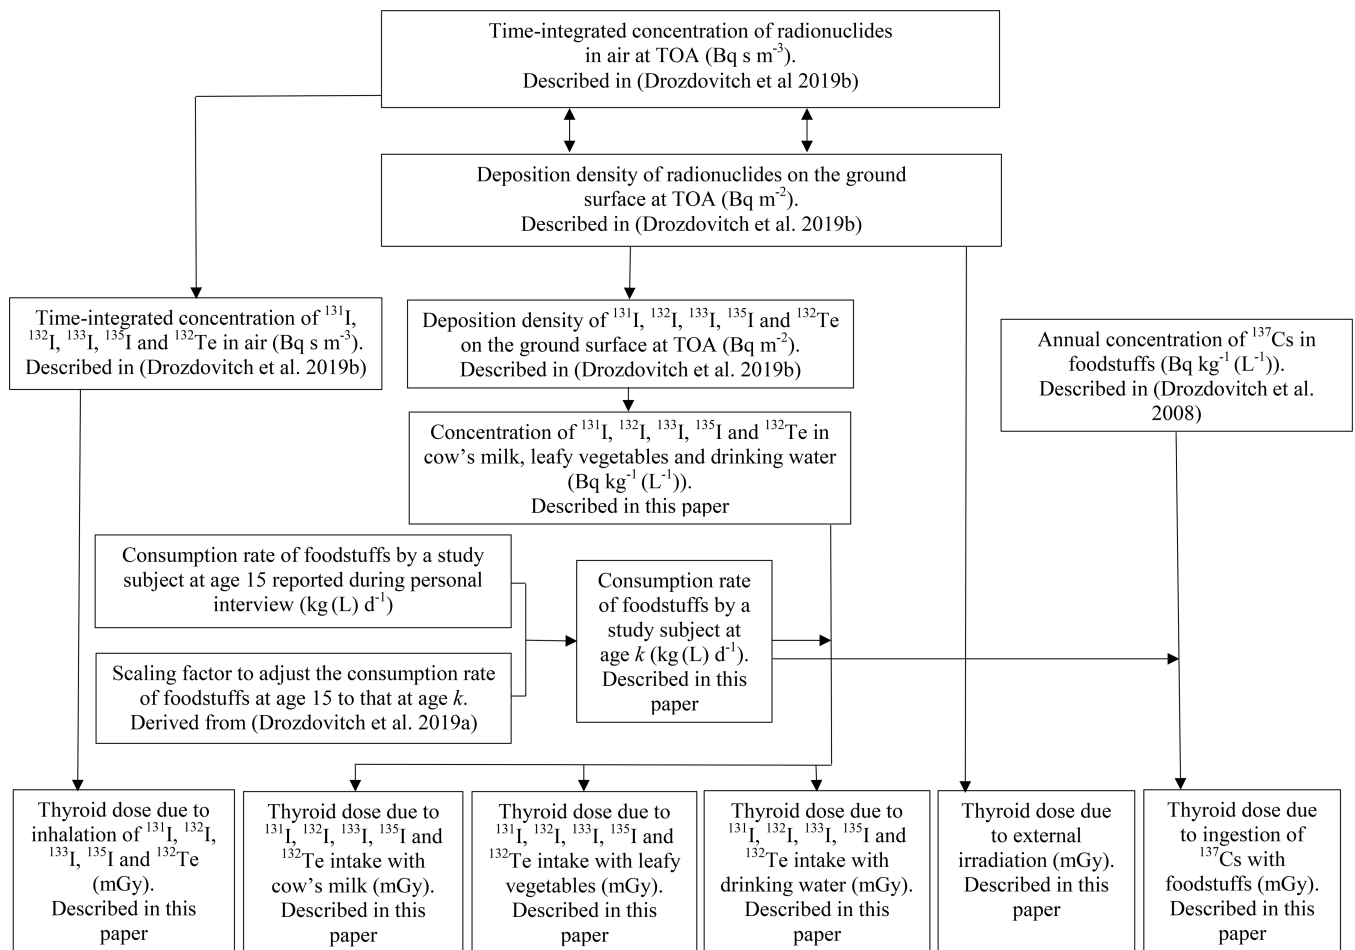 Time-integrated concentration of radionuclides
in air at TOA (Bq s m⁻³).
Described in (Drozdovitch et al 2019b)
Deposition density of radionuclides on the ground
surface at TOA (Bq m⁻²).
Described in (Drozdovitch et al. 2019b)
Time-integrated concentration of ¹³¹I,
¹³²I, ¹³³I, ¹³⁵I and ¹³²Te in air (Bq s m⁻³).
Described in (Drozdovitch et al. 2019b)
Deposition density of ¹³¹I, ¹³²I, ¹³³I, ¹³⁵I and ¹³²Te
on the ground surface at TOA (Bq m⁻²).
Described in (Drozdovitch et al. 2019b)
Annual concentration of ¹³⁷Cs in
foodstuffs (Bq kg⁻¹ (L⁻¹)).
Described in (Drozdovitch et al.
2008)
Concentration of ¹³¹I, ¹³²I, ¹³³I, ¹³⁵I and ¹³²Te in
cow's milk, leafy vegetables and drinking water
(Bq kg⁻¹ (L⁻¹)).
Described in this paper
Consumption rate of foodstuffs by a study
subject at age 15 reported during personal
interview (kg (L) d⁻¹)
Scaling factor to adjust the consumption rate
of foodstuffs at age 15 to that at age k.
Derived from (Drozdovitch et al. 2019a)
Consumption rate
of foodstuffs by a
study subject at
age k (kg (L) d⁻¹).
Described in this
paper
Thyroid dose due to
inhalation of ¹³¹I, ¹³²I,
¹³³I, ¹³⁵I and ¹³²Te
(mGy).
Described in this
paper
Thyroid dose due to
¹³¹I, ¹³²I, ¹³³I, ¹³⁵I and
¹³²Te intake with
cow's milk (mGy).
Described in this
paper
Thyroid dose due to
¹³¹I, ¹³²I, ¹³³I, ¹³⁵I and
¹³²Te intake with leafy
vegetables (mGy).
Described in this
paper
Thyroid dose due to
¹³¹I, ¹³²I, ¹³³I, ¹³⁵I and
¹³²Te intake with
drinking water (mGy).
Described in this
paper
Thyroid dose due
to external
irradiation (mGy).
Described in this
paper
Thyroid dose due
to ingestion of
¹³⁷Cs with
foodstuffs (mGy).
Described in this
paper